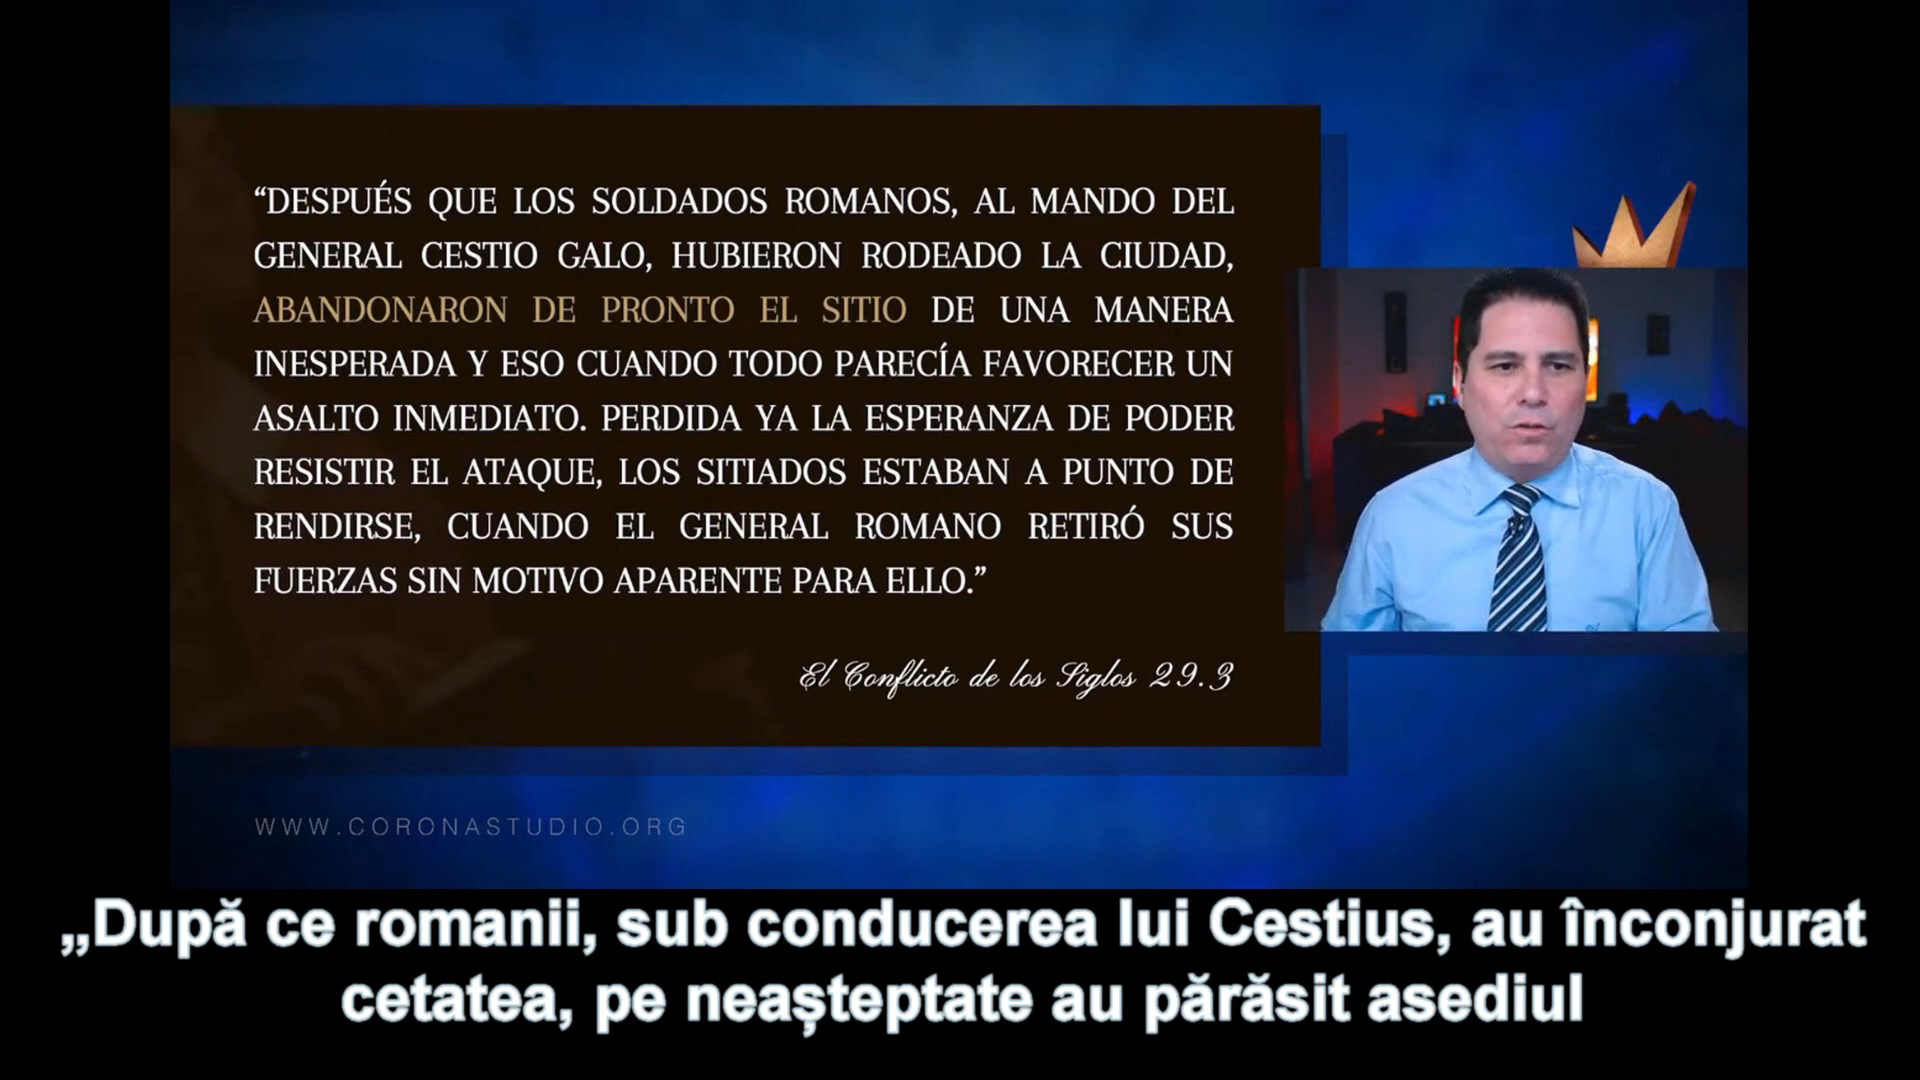 “DESPUÉS QUE LOS SOLDADOS ROMANOS, AL MANDO DEL
GENERAL CESTIO GALO, HUBIERON RODEADO LA CIUDAD,
ABANDONARON DE PRONTO EL SITIO DE UNA MANERA
INESPERADA Y ESO CUANDO TODO PARECÍA FAVORECER UN
ASALTO INMEDIATO. PERDIDA YA LA ESPERANZA DE PODER
RESISTIR EL ATAQUE, LOS SITIADOS ESTABAN A PUNTO DE
RENDIRSE, CUANDO EL GENERAL ROMANO RETIRÓ SUS
FUERZAS SIN MOTIVO APARENTE PARA ELLO.”
El Conflicto de los Siglos 29.3
WWW.CORONASTUDIO.ORG
„După ce romanii, sub conducerea lui Cestius, au înconjurat
cetatea, pe neașteptate au părăsit asediul